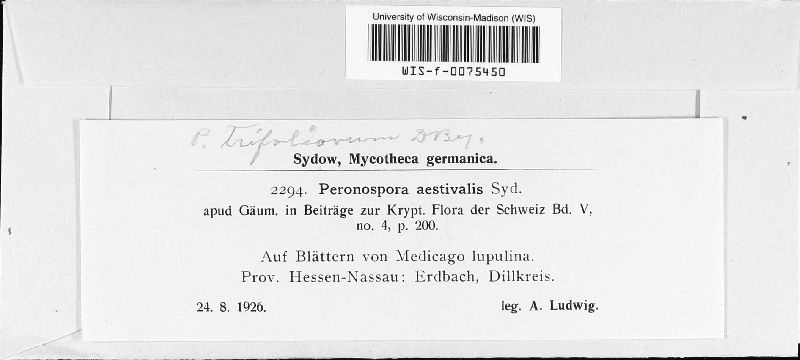 University of Wisconsin-Madison (WIS)
WIS-f-0075450
P. Trifoliorum DBy.
Sydow, Mycotheca germanica.
2294. Peronospora aestivalis Syd.
apud Gäum. in Beiträge zur Krypt. Flora der Schweiz Bd. V,
no. 4, p. 200.
Auf Blättern von Medicago lupulina.
Prov. Hessen-Nassau: Erdbach, Dillkreis.
24. 8. 1926. leg. A. Ludwig.